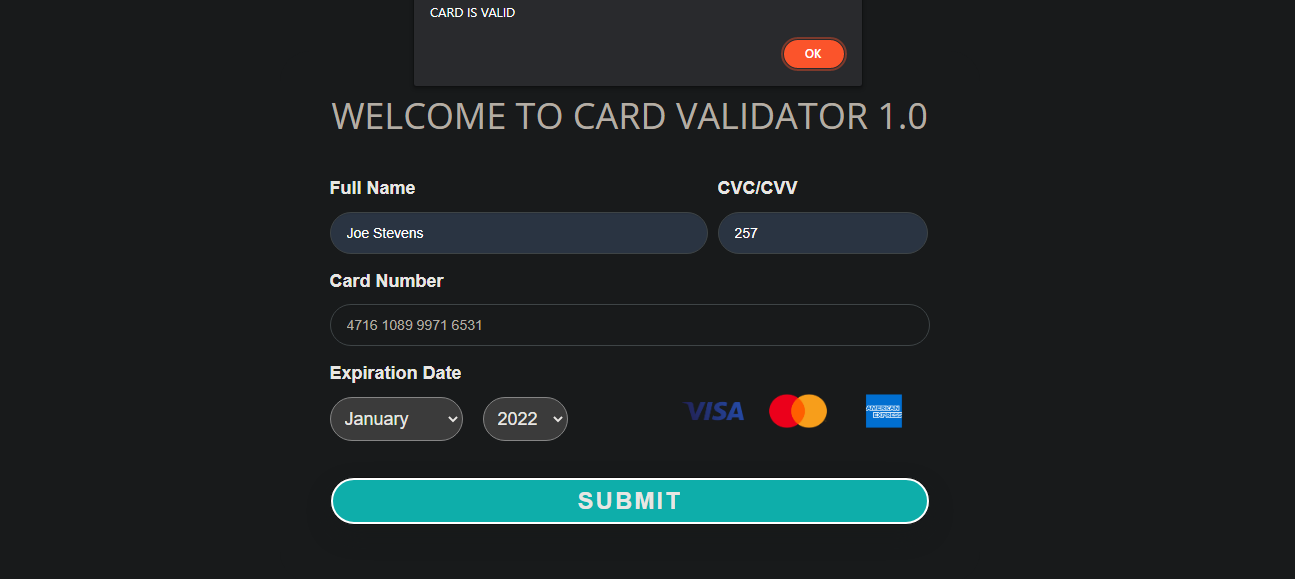 CARD IS VALID
OK
WELCOME TO CARD VALIDATOR 1.0
Full Name CVC/CVV
Joe Stevens 257
Card Number
4716 1089 9971 6531
Expiration Date
January 2022 VISA AMERICAN EXPRESS
SUBMIT